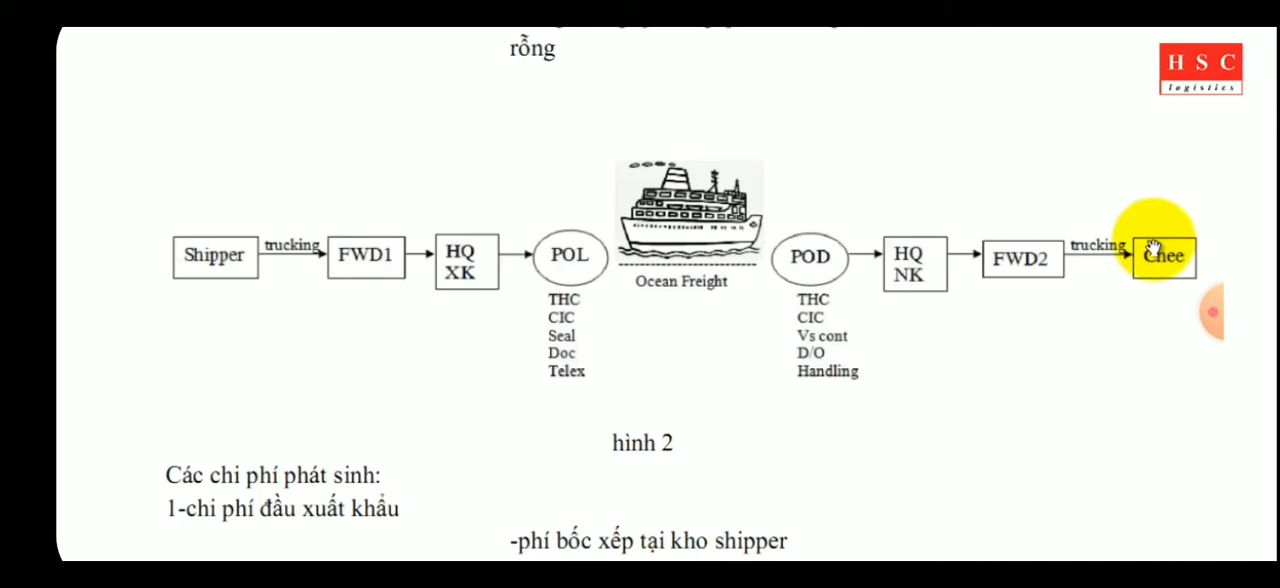 rỗng
H S C
logistics
Shipper
trucking
FWD1
HQ
XK
POL
Ocean Freight
POD
HQ
NK
FWD2
trucking
Cnee
THC
CIC
Seal
Doc
Telex
THC
CIC
Vs cont
D/O
Handling
hình 2
Các chi phí phát sinh:
1-chi phí đầu xuất khẩu
-phí bốc xếp tại kho shipper